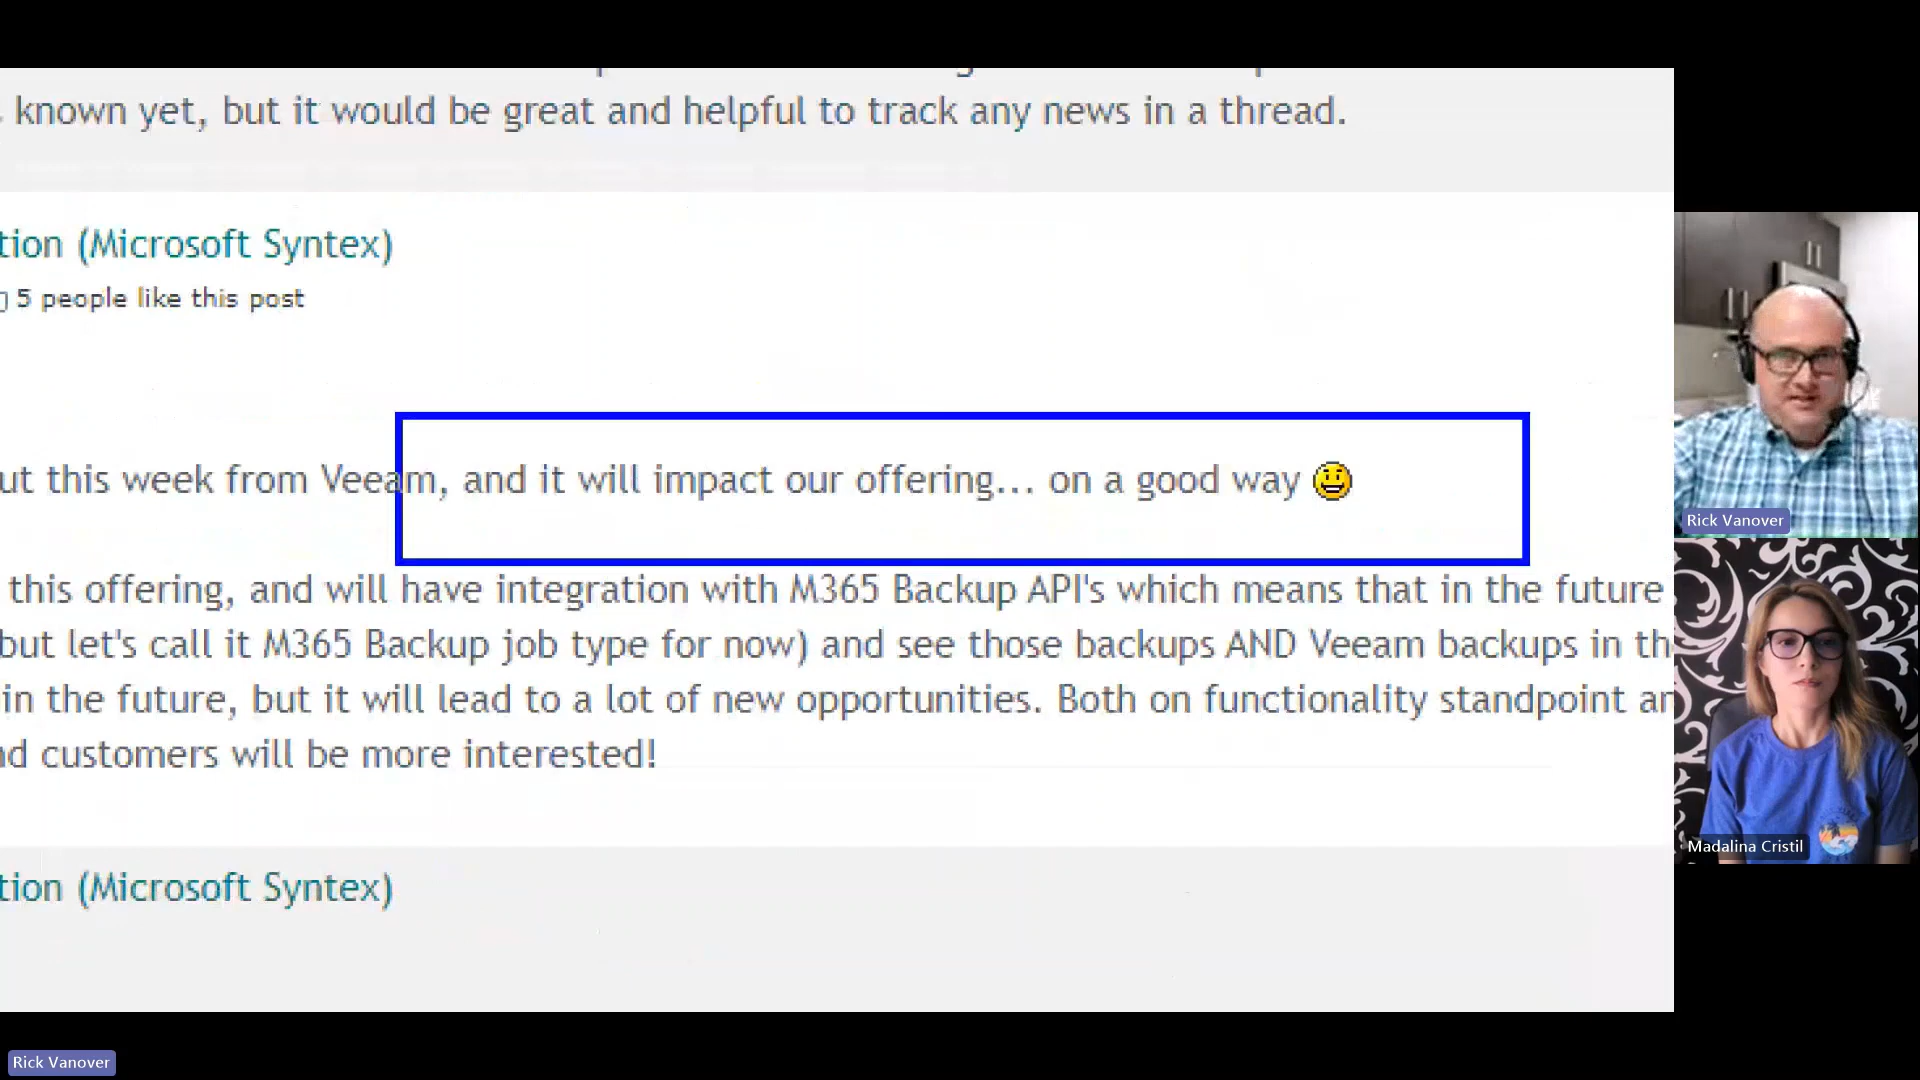 known yet, but it would be great and helpful to track any news in a thread.
tion (Microsoft Syntex)
5 people like this post
ut this week from Veeam, and it will impact our offering... on a good way
this offering, and will have integration with M365 Backup API's which means that in the future
but let's call it M365 Backup job type for now) and see those backups AND Veeam backups in th
in the future, but it will lead to a lot of new opportunities. Both on functionality standpoint an
nd customers will be more interested!
tion (Microsoft Syntex)
Rick Vanover
Madalina Cristil
Rick Vanover